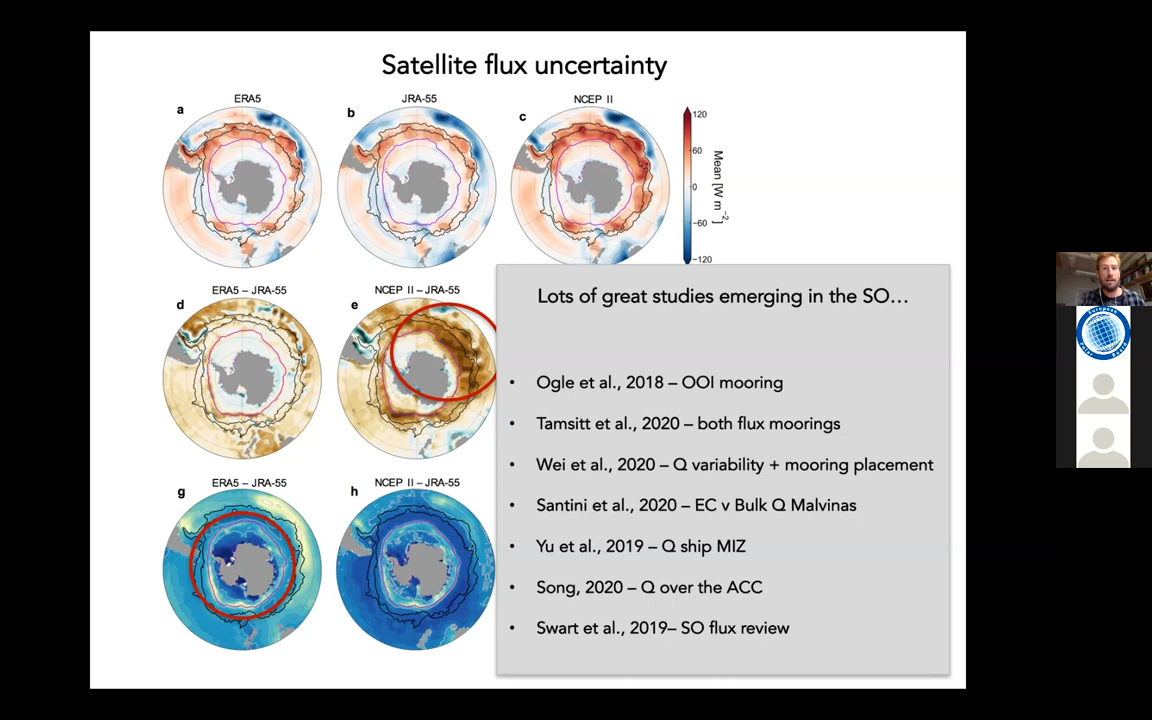 Satellite flux uncertainty
ERA5
JRA-55
NCEP II
a
b
c
120
60
0
−60
−120
Mean [W m⁻²]
ERA5 – JRA-55
NCEP II – JRA-55
d
e
ERA5 – JRA-55
NCEP II – JRA-55
g
h
Lots of great studies emerging in the SO…
• Ogle et al., 2018 – OOI mooring
• Tamsitt et al., 2020 – both flux moorings
• Wei et al., 2020 – Q variability + mooring placement
• Santini et al., 2020 – EC v Bulk Q Malvinas
• Yu et al., 2019 – Q ship MIZ
• Song, 2020 – Q over the ACC
• Swart et al., 2019– SO flux review
European
Polar
Board